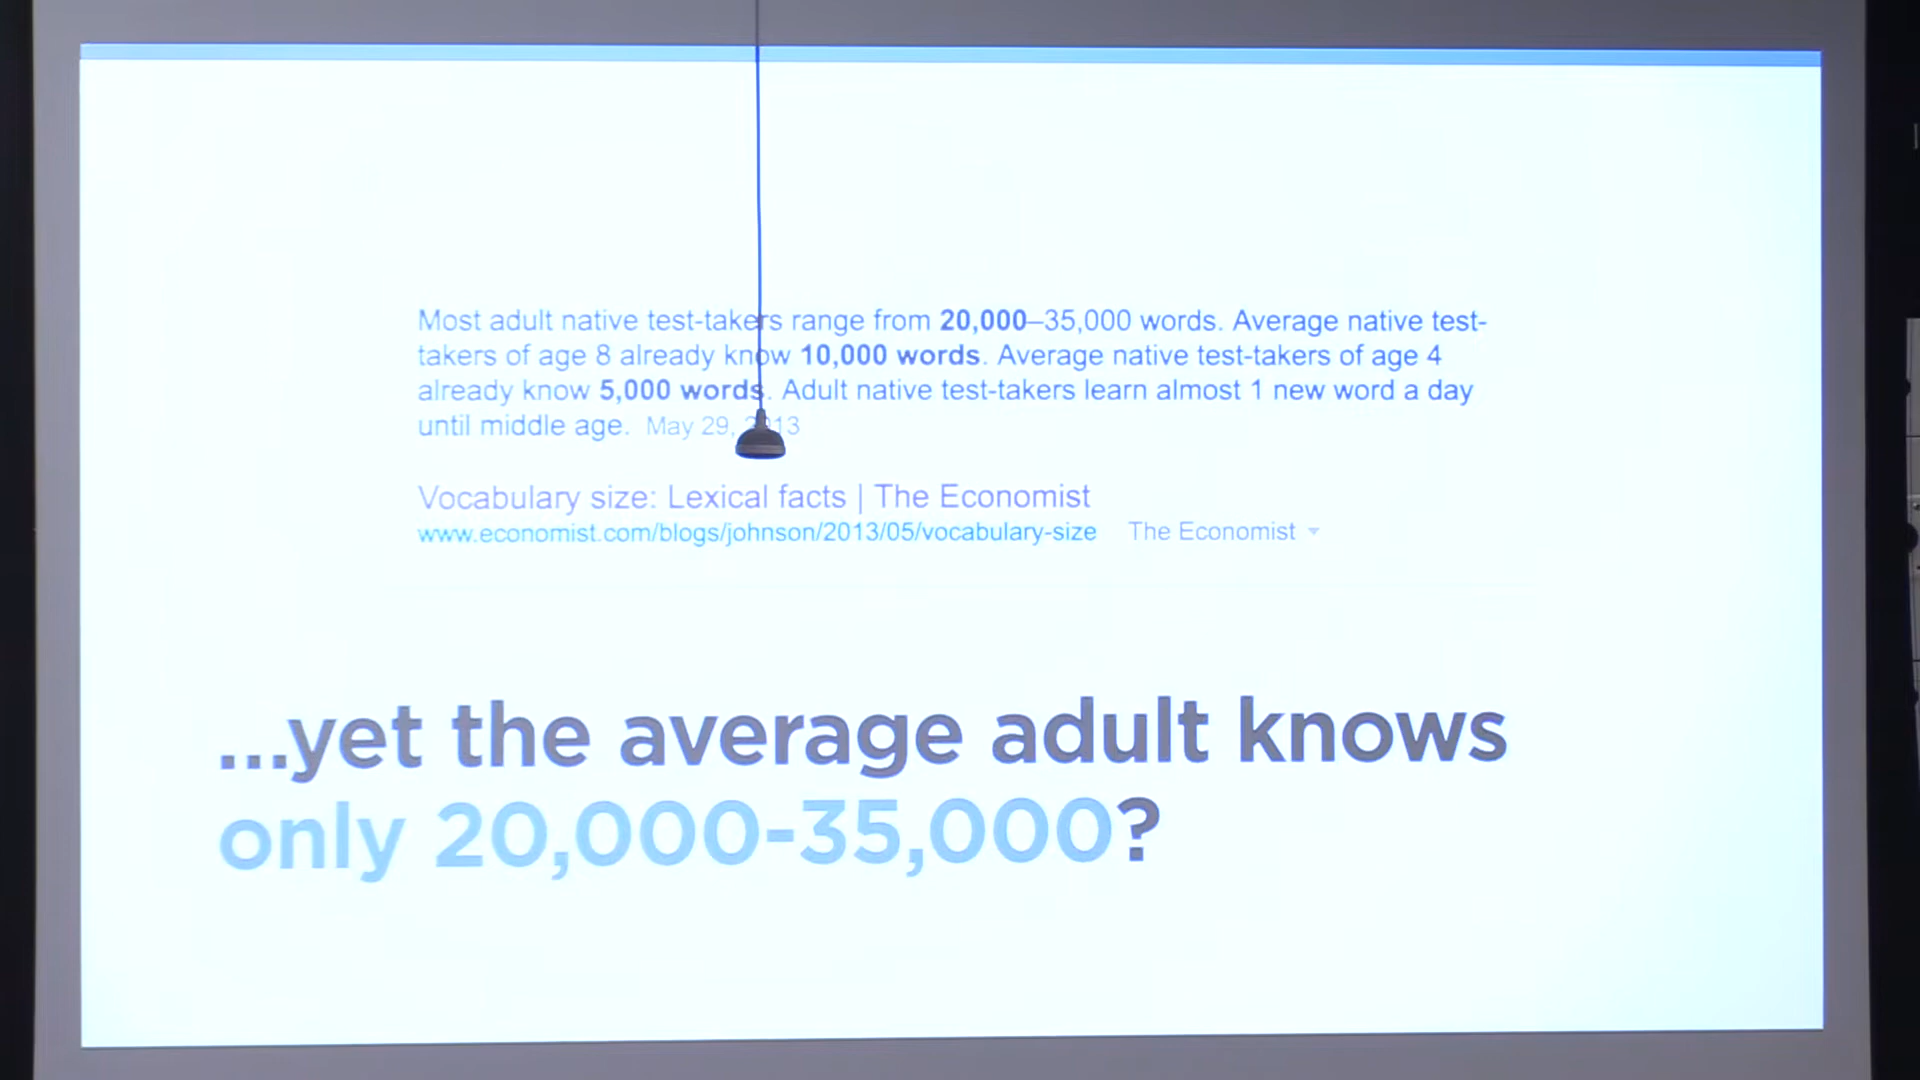 Most adult native test-takers range from 20,000–35,000 words. Average native test-
takers of age 8 already know 10,000 words. Average native test-takers of age 4
already know 5,000 words. Adult native test-takers learn almost 1 new word a day
until middle age. May 29, 2013
Vocabulary size: Lexical facts | The Economist
www.economist.com/blogs/johnson/2013/05/vocabulary-size The Economist
...yet the average adult knows
only 20,000-35,000?